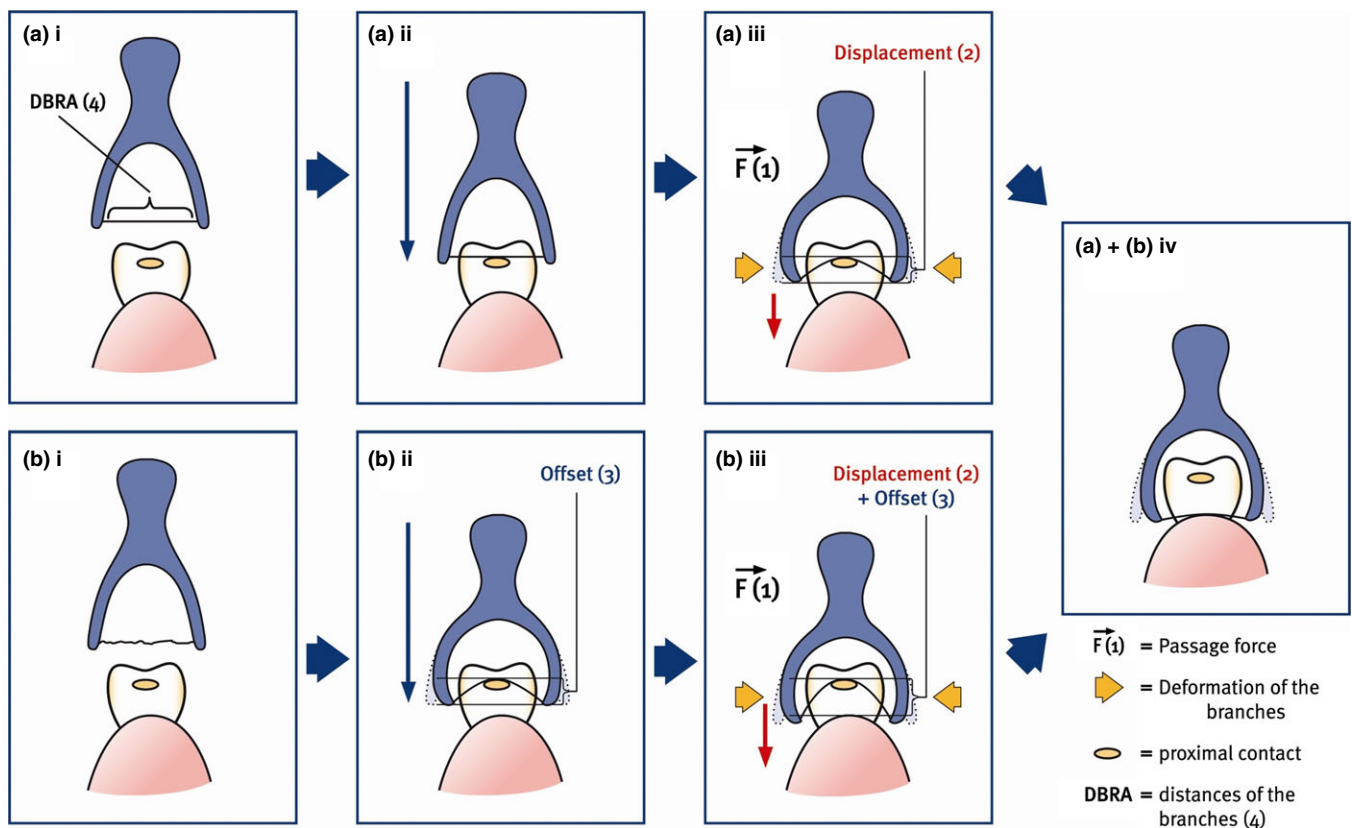 (a) i
DBRA (4)
(a) ii
(a) iii
Displacement (2)
F (1)
(a) + (b) iv
(b) i
(b) ii
Offset (3)
(b) iii
Displacement (2)
+ Offset (3)
F (1)
F (1) = Passage force
= Deformation of the
branches
= proximal contact
DBRA = distances of the
branches (4)